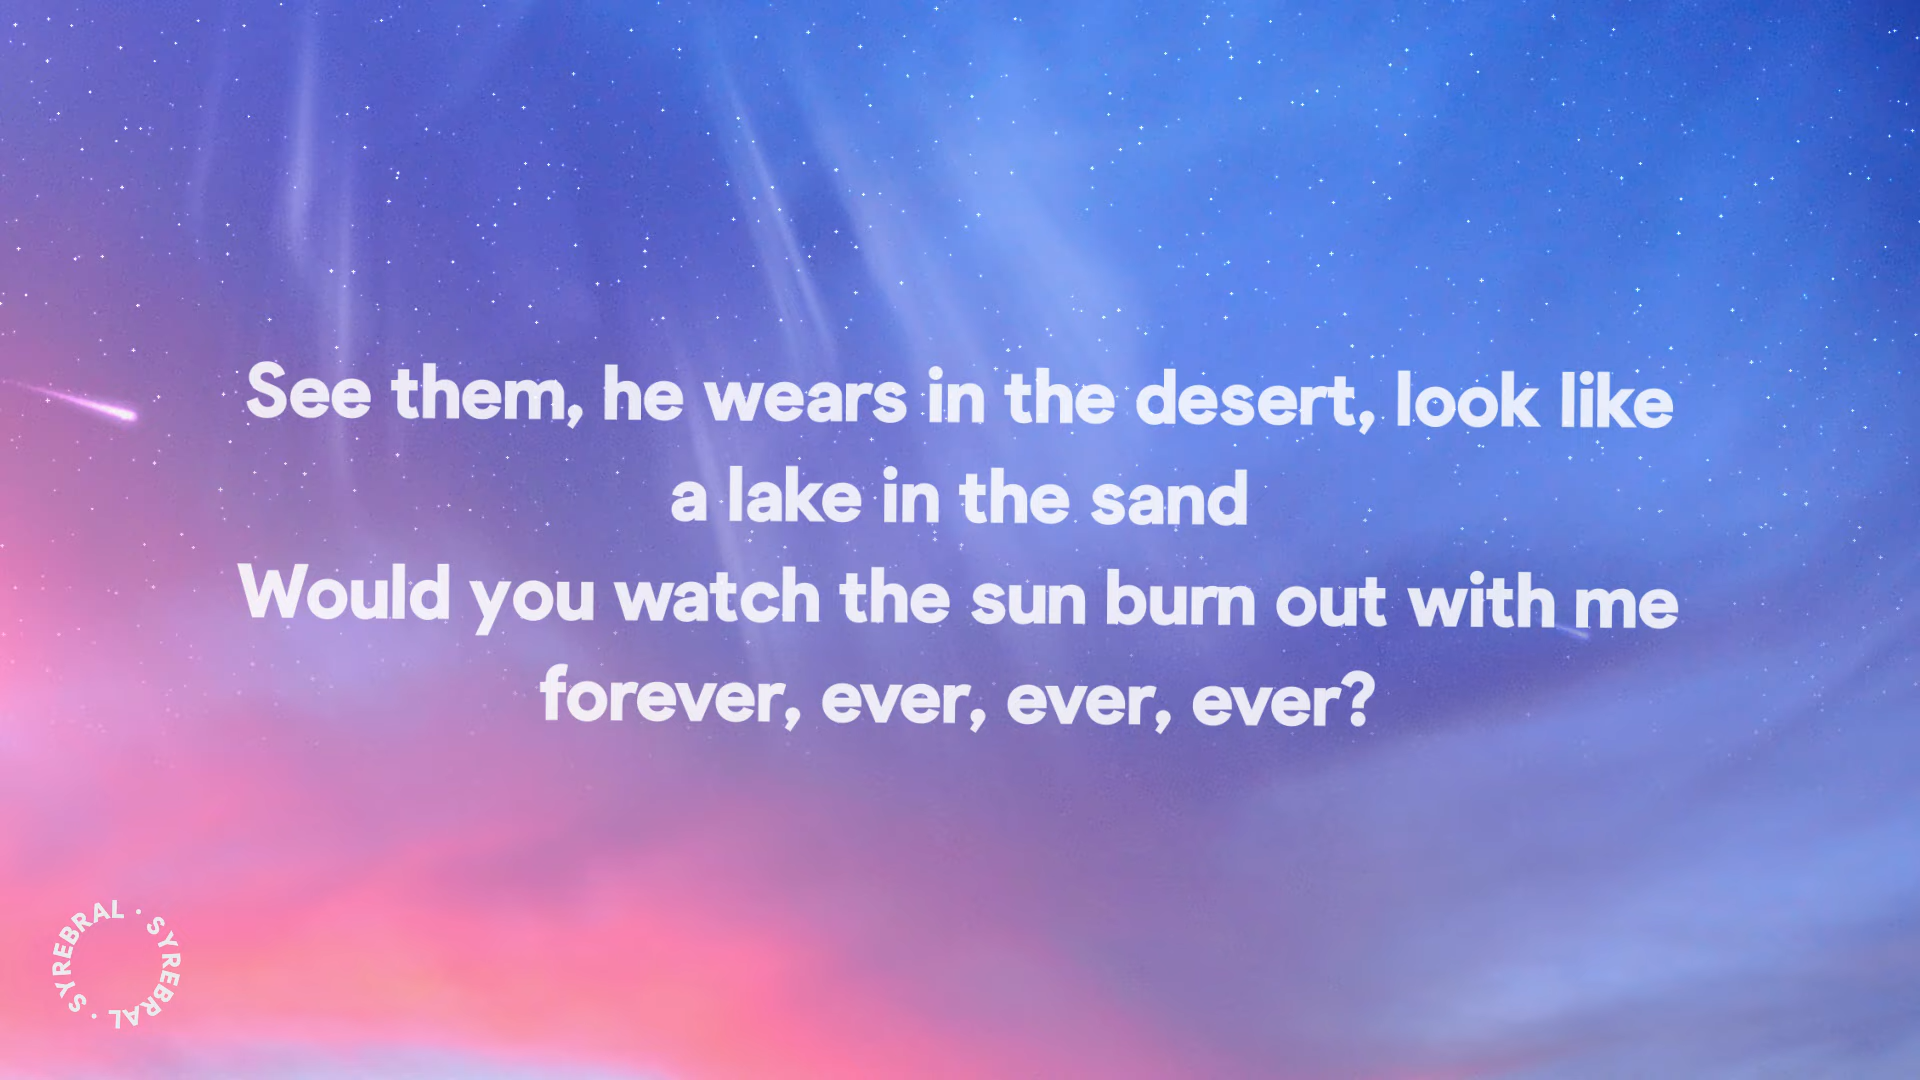 See them, he wears in the desert, look like
a lake in the sand
Would you watch the sun burn out with me
forever, ever, ever, ever?
SYREBRAL · SYREBRAL ·